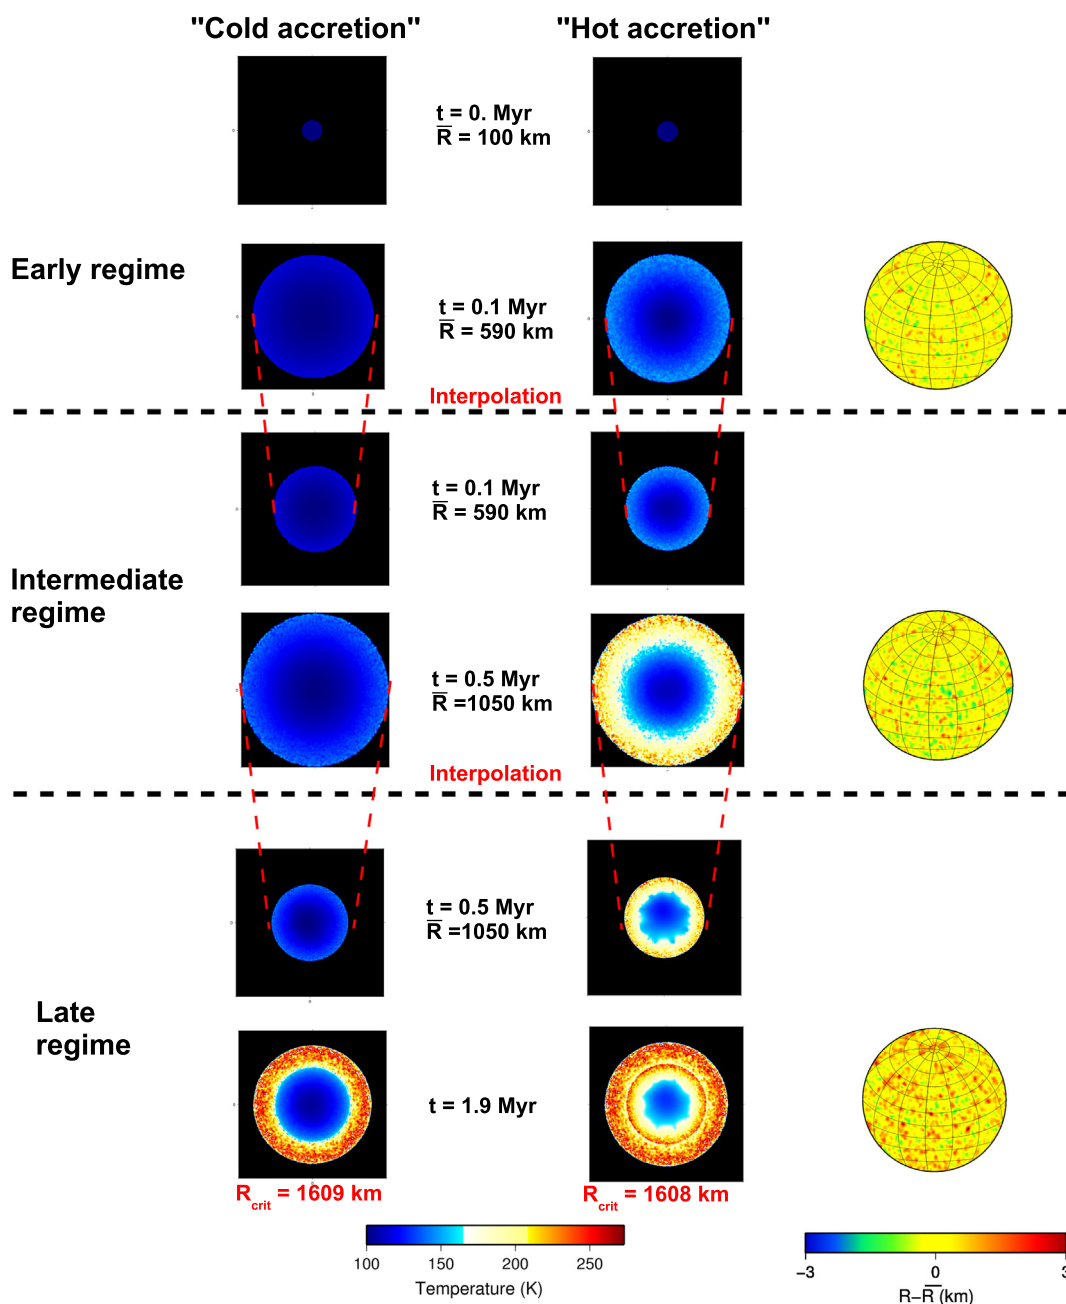 "Cold accretion"
"Hot accretion"
t = 0. Myr
R = 100 km
Early regime
t = 0.1 Myr
R = 590 km
Interpolation
t = 0.1 Myr
R = 590 km
Intermediate
regime
t = 0.5 Myr
R =1050 km
Interpolation
t = 0.5 Myr
R =1050 km
Late
regime
t = 1.9 Myr
Rcrit = 1609 km
Rcrit = 1608 km
100 150 200 250
Temperature (K)
−3 0 3
R−R (km)